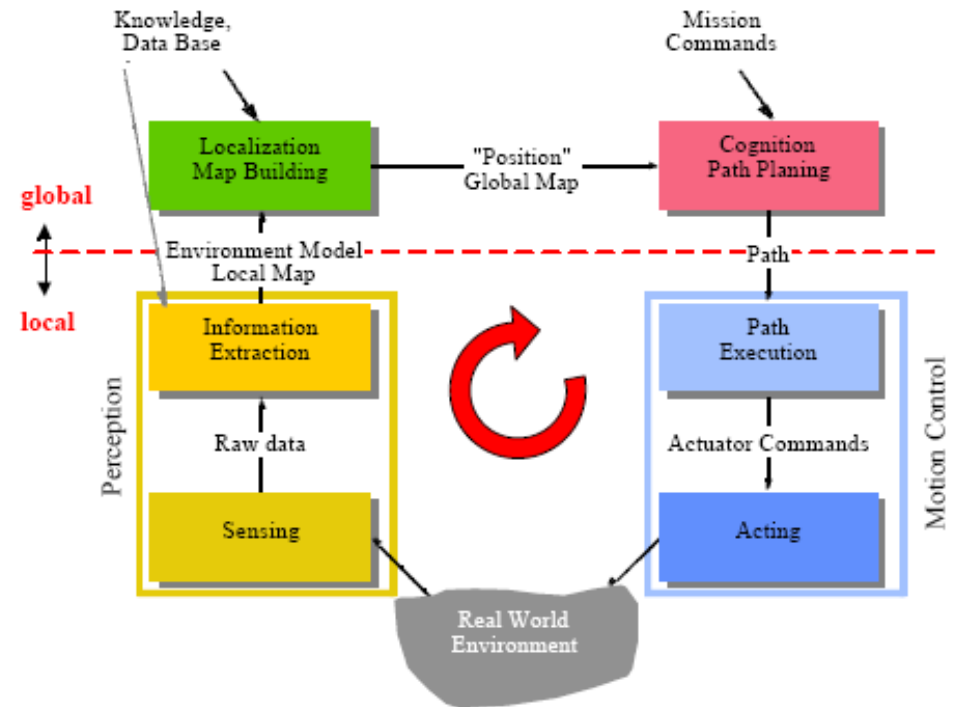 Knowledge,
Data Base
Mission
Commands
Localization
Map Building
"Position"
Global Map
Cognition
Path Planing
global
Environment Model
Local Map
Path
local
Information
Extraction
Path
Execution
Perception
Raw data
Actuator Commands
Motion Control
Sensing
Acting
Real World
Environment